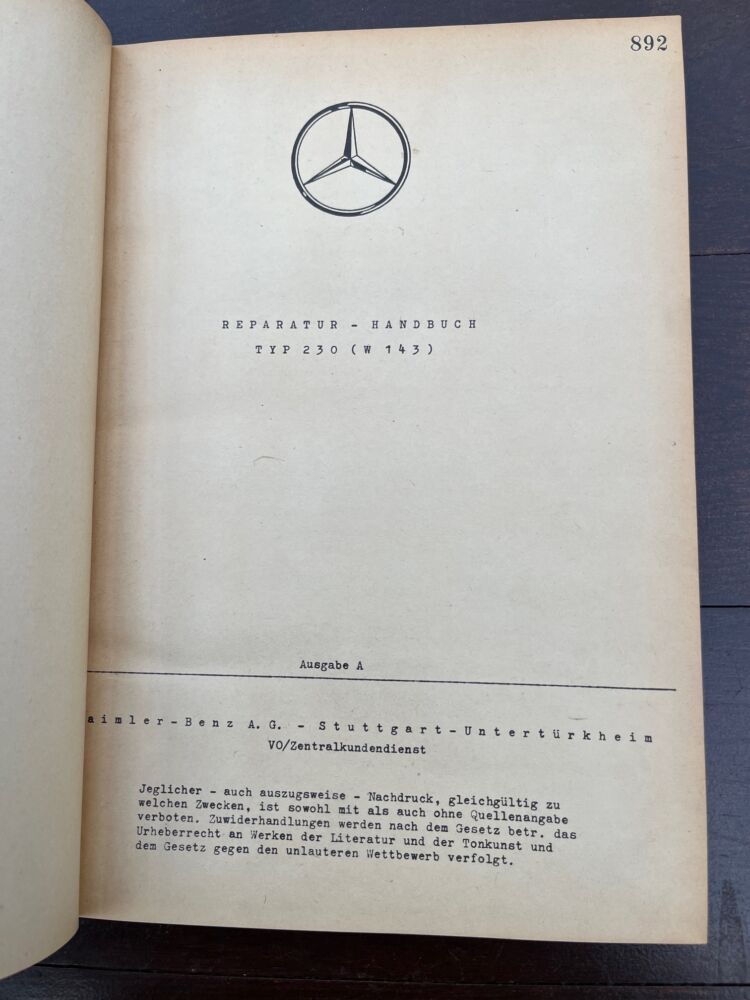 892
REPARATUR - HANDBUCH
TYP 230 (W 143)
Ausgabe A
aimler-Benz A.G. - Stuttgart-Untertürkheim
VO/Zentralkundendienst
Jeglicher - auch auszugsweise - Nachdruck, gleichgültig zu
welchen Zwecken, ist sowohl mit als auch ohne Quellenangabe
verboten. Zuwiderhandlungen werden nach dem Gesetz betr. das
Urheberrecht an Werken der Literatur und der Tonkunst und
dem Gesetz gegen den unlauteren Wettbewerb verfolgt.